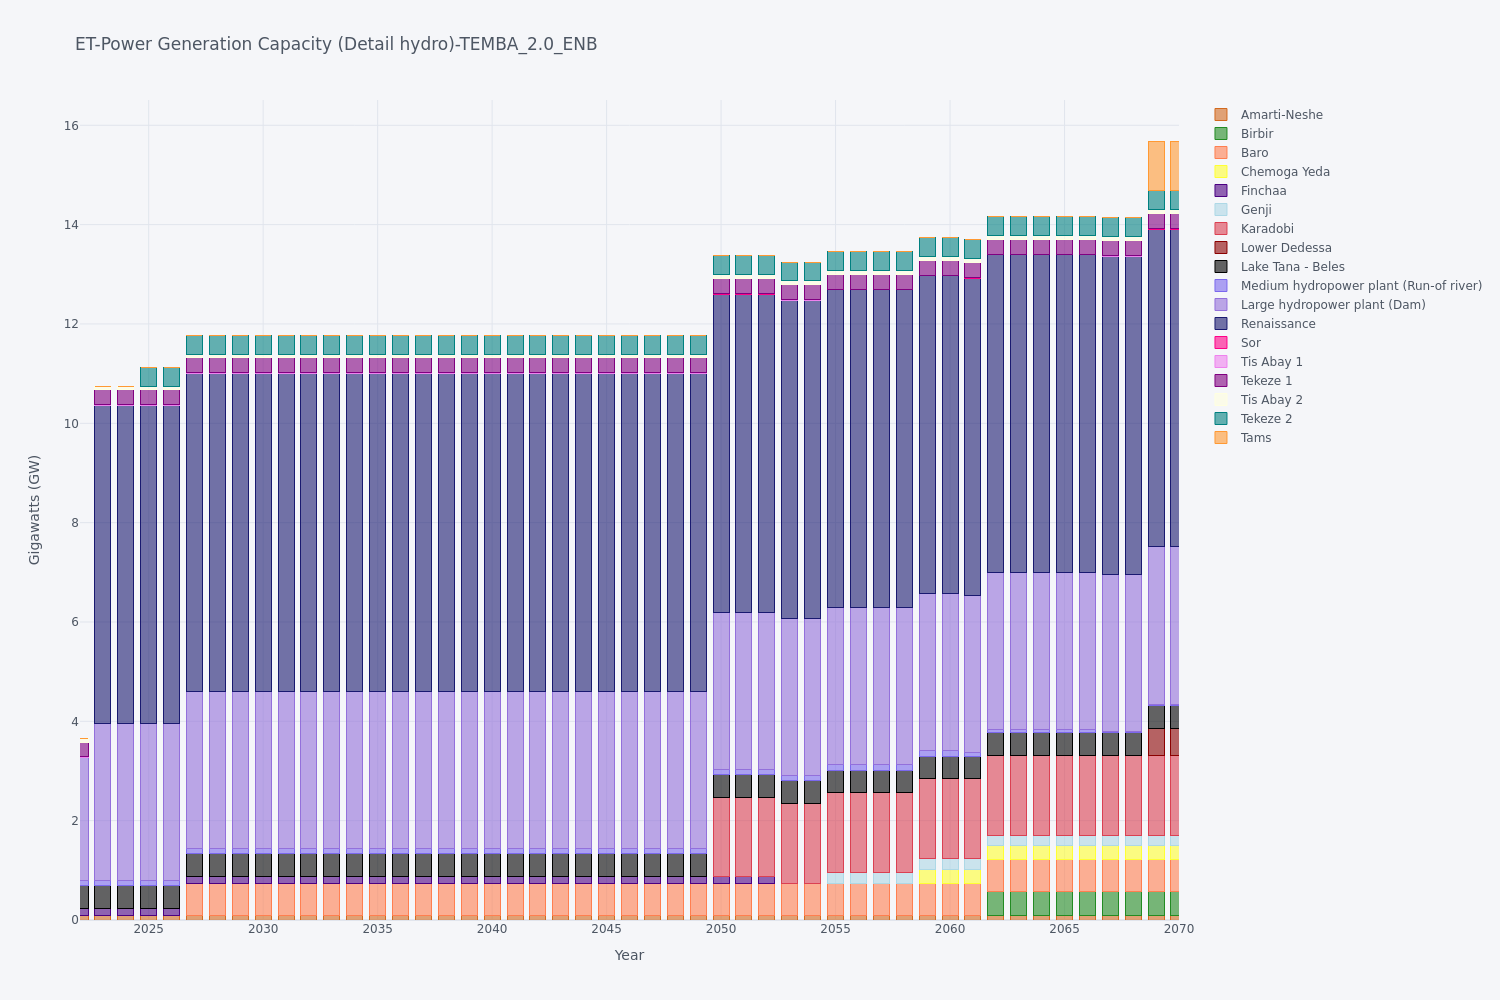 ET-Power Generation Capacity (Detail hydro)-TEMBA_2.0_ENB
Gigawatts (GW)
16
14
12
10
8
6
4
2
0
2025
2030
2035
2040
2045
2050
2055
2060
2065
2070
Year
Amarti-Neshe
Birbir
Baro
Chemoga Yeda
Finchaa
Genji
Karadobi
Lower Dedessa
Lake Tana - Beles
Medium hydropower plant (Run-of river)
Large hydropower plant (Dam)
Renaissance
Sor
Tis Abay 1
Tekeze 1
Tis Abay 2
Tekeze 2
Tams